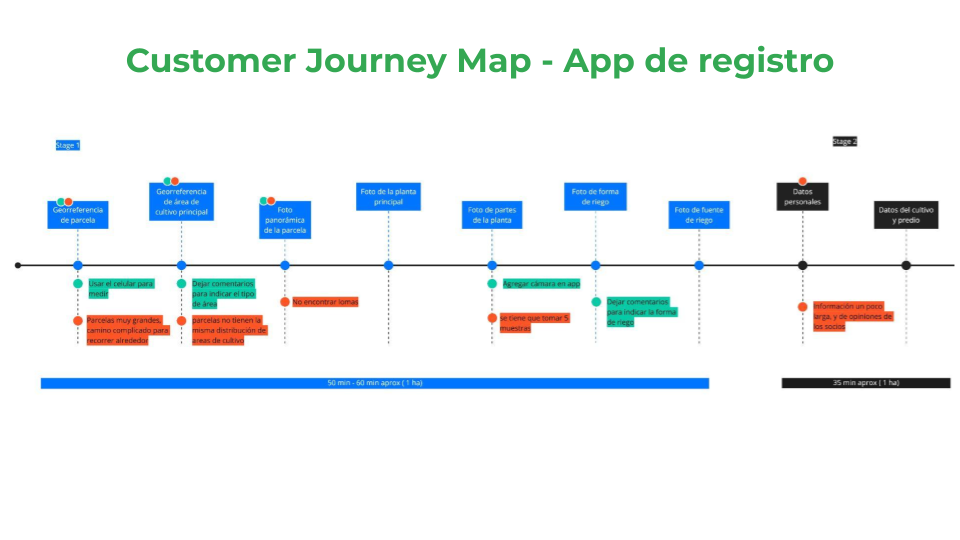 Customer Journey Map - App de registro
Stage 1
Stage 2
Georreferencia
de parcela
Georreferencia
de área de
cultivo principal
Foto
panorámica
de la parcela
Foto de la planta
principal
Foto de partes
de la planta
Foto de forma
de riego
Foto de fuente
de riego
Datos
personales
Datos del cultivo
y predio
Usar el celular para
medir
Parcelas muy grandes,
camino complicado para
recorrer alrededor
Dejar comentarios
para indicar el tipo
de área
parcelas no tienen la
misma distribución de
áreas de cultivo
No encontrar lomas
Agregar cámara en app
se tiene que tomar 5
muestras
Dejar comentarios
para indicar la forma
de riego
Información un poco
larga, y de opiniones de
los socios
50 min - 60 min aprox ( 1 ha)
35 min aprox ( 1 ha)